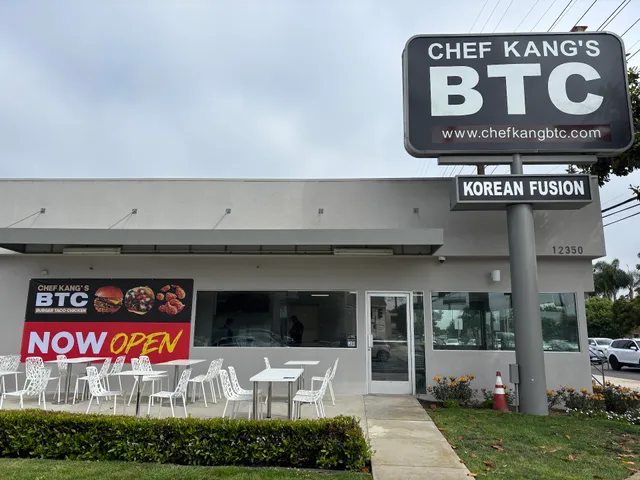 CHEF KANG'S
BTC
www.chefkangbtc.com
KOREAN FUSION
12350
CHEF KANG'S
BTC
BURGER TACO CHICKEN
NOW OPEN